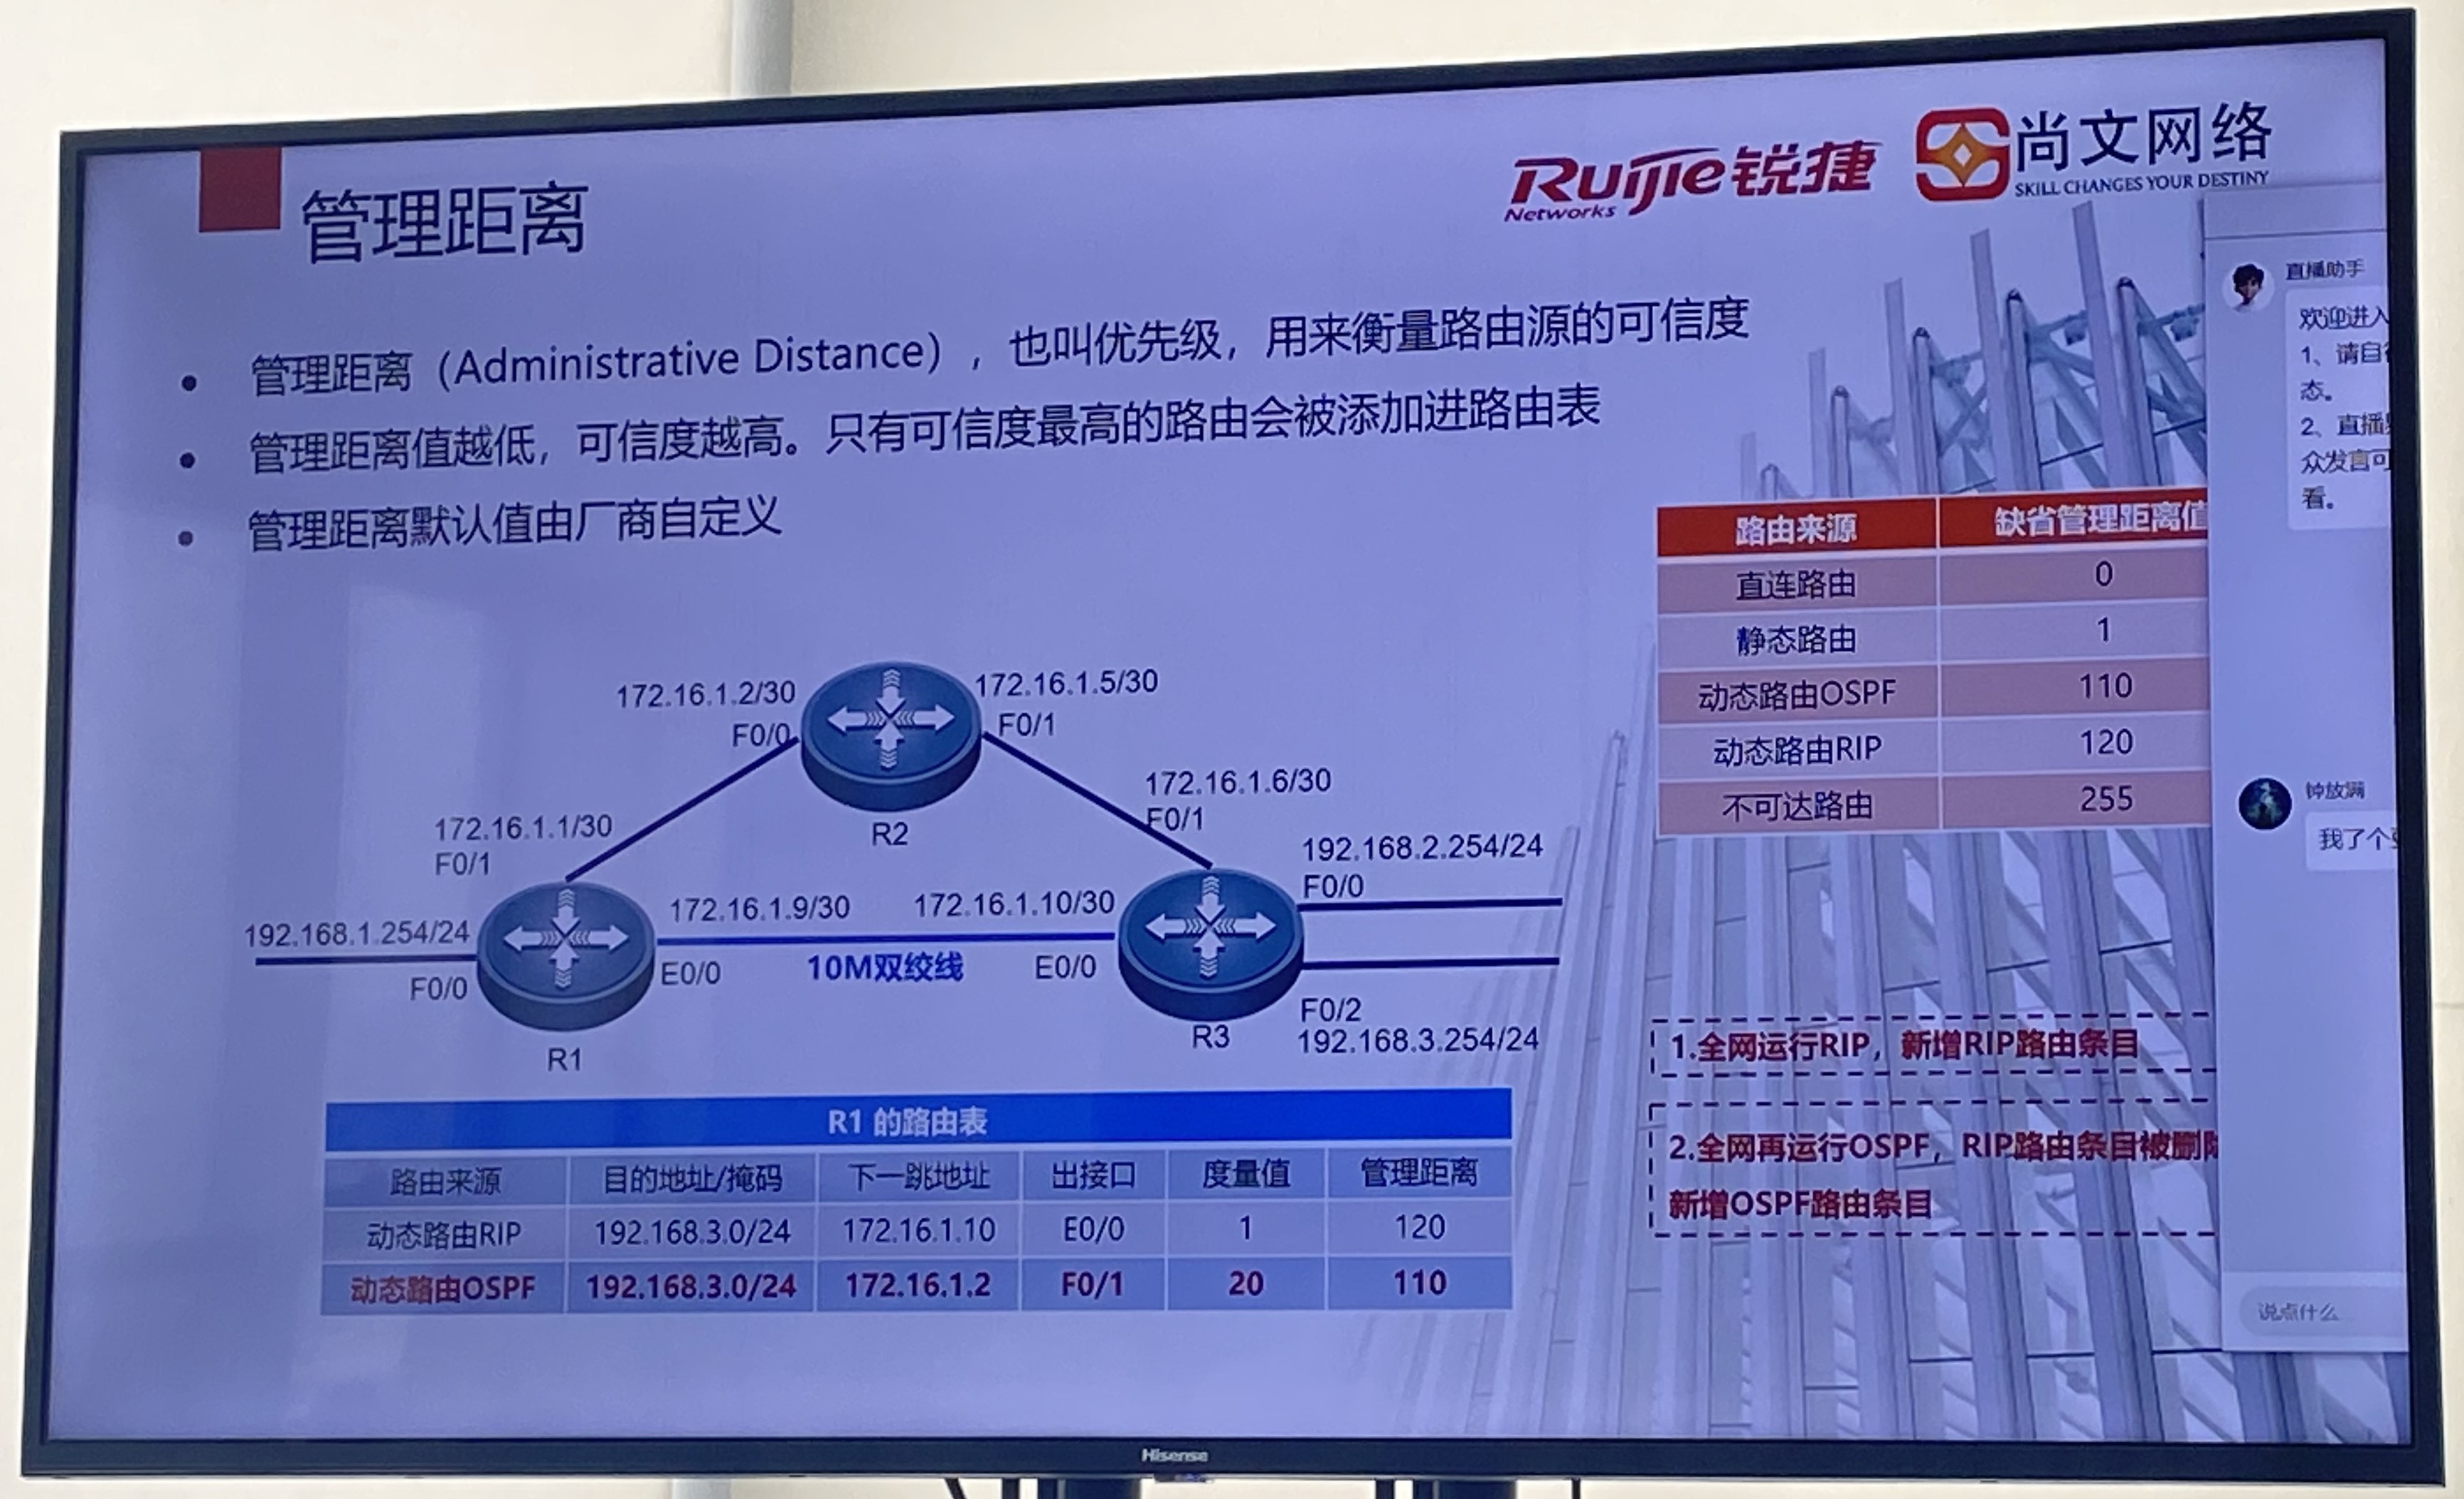 管理距离
Ruijie锐捷
Networks
尚文网络
SKILL CHANGES YOUR DESTINY
• 管理距离（Administrative Distance），也叫优先级，用来衡量路由源的可信度
• 管理距离值越低，可信度越高。只有可信度最高的路由会被添加进路由表
• 管理距离默认值由厂商自定义
路由来源 缺省管理距离值
直连路由 0
静态路由 1
动态路由OSPF 110
动态路由RIP 120
不可达路由 255
172.16.1.2/30
F0/0
172.16.1.5/30
F0/1
R2
172.16.1.1/30
F0/1
172.16.1.6/30
F0/1
192.168.1.254/24
F0/0
R1
172.16.1.9/30
E0/0
10M双绞线
172.16.1.10/30
E0/0
R3
192.168.2.254/24
F0/0
F0/2
192.168.3.254/24
1.全网运行RIP，新增RIP路由条目
2.全网再运行OSPF，RIP路由条目被删
新增OSPF路由条目
R1 的路由表
路由来源 目的地址/掩码 下一跳地址 出接口 度量值 管理距离
动态路由RIP 192.168.3.0/24 172.16.1.10 E0/0 1 120
动态路由OSPF 192.168.3.0/24 172.16.1.2 F0/1 20 110
直播助手
欢迎进入
1、请自
态。
2、直播
众发言可
看。
钟放满
我了个
说点什么
Hisense